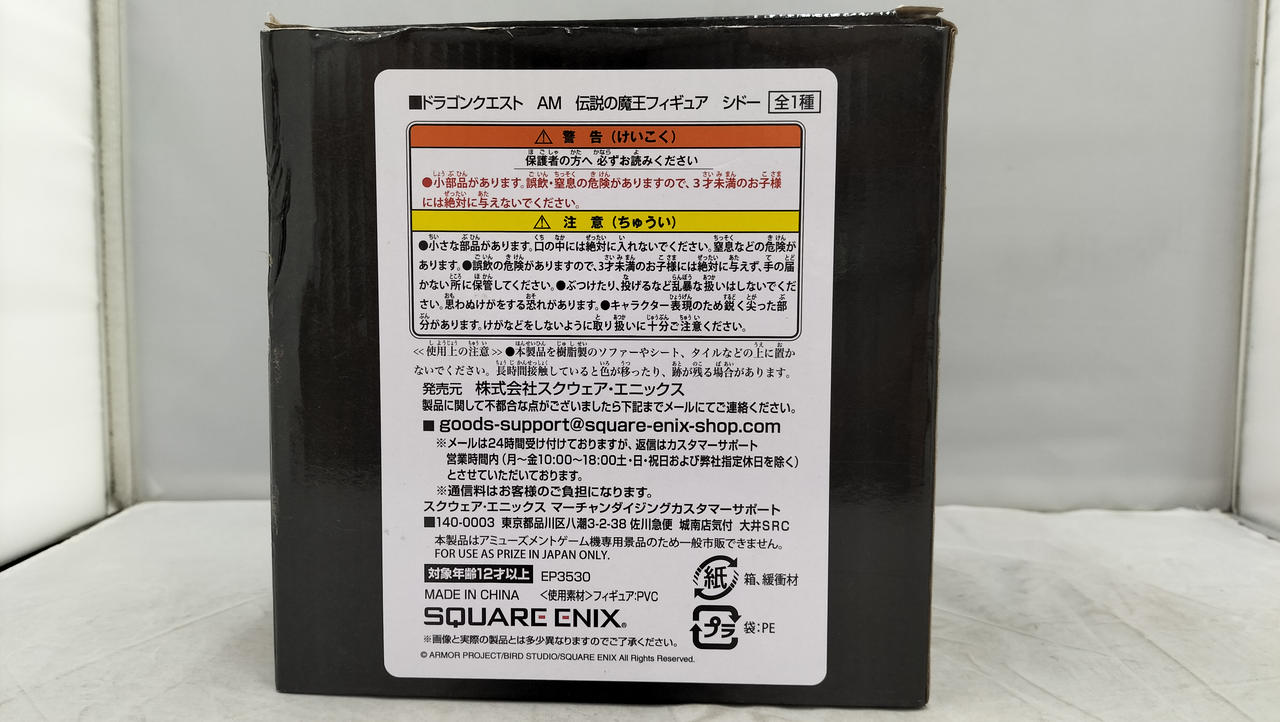 ■ドラゴンクエスト AM 伝説の魔王フィギュア シドー 全1種
⚠ 警告(けいこく)
保護者の方へ 必ずお読みください
●小部品があります。誤飲・窒息の危険がありますので、3才未満のお子様
には絶対に与えないでください。
⚠ 注意(ちゅうい)
●小さな部品があります。口の中には絶対に入れないでください。窒息などの危険が
あります。●誤飲の危険がありますので、3才未満のお子様には絶対に与えず、手の届
かない所に保管してください。●ぶつけたり、投げるなど乱暴な扱いはしないでくだ
さい。思わぬけがをする恐れがあります。●キャラクター表現のため鋭く尖った部
分があります。けがなどをしないように取り扱いに十分ご注意ください。
≪使用上の注意≫●本製品を樹脂製のソファーやシート、タイルなどの上に置か
ないでください。長時間接触していると色が移ったり、跡が残る場合があります。
発売元 株式会社スクウェア・エニックス
製品に関して不都合な点がございましたら下記までメールにてご連絡ください。
■ goods-support@square-enix-shop.com
※メールは24時間受け付けておりますが、返信はカスタマーサポート
営業時間内(月〜金10:00〜18:00土・日・祝日および弊社指定休日を除く)
とさせていただいております。
※通信料はお客様のご負担になります。
スクウェア・エニックス マーチャンダイジングカスタマーサポート
■140-0003 東京都品川区八潮3-2-38 佐川急便 城南店気付 大井SRC
本製品はアミューズメントゲーム機専用景品のため一般市販できません。
FOR USE AS PRIZE IN JAPAN ONLY.
対象年齢12才以上 EP3530
紙 箱、緩衝材
MADE IN CHINA <使用素材>フィギュア:PVC
SQUARE ENIX®
プラ 袋:PE
※画像と実際の製品とは多少異なりますのでご了承ください。
© ARMOR PROJECT/BIRD STUDIO/SQUARE ENIX All Rights Reserved.